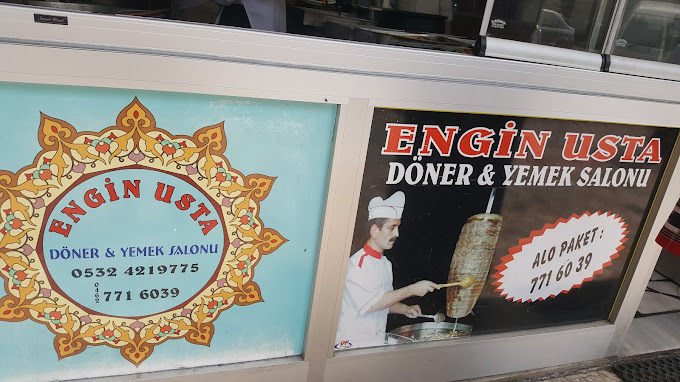 ENGİN USTA
DÖNER & YEMEK SALONU
0532 4219775
0462 771 6039
ENGİN USTA
DÖNER & YEMEK SALONU
ALO PAKET :
771 60 39